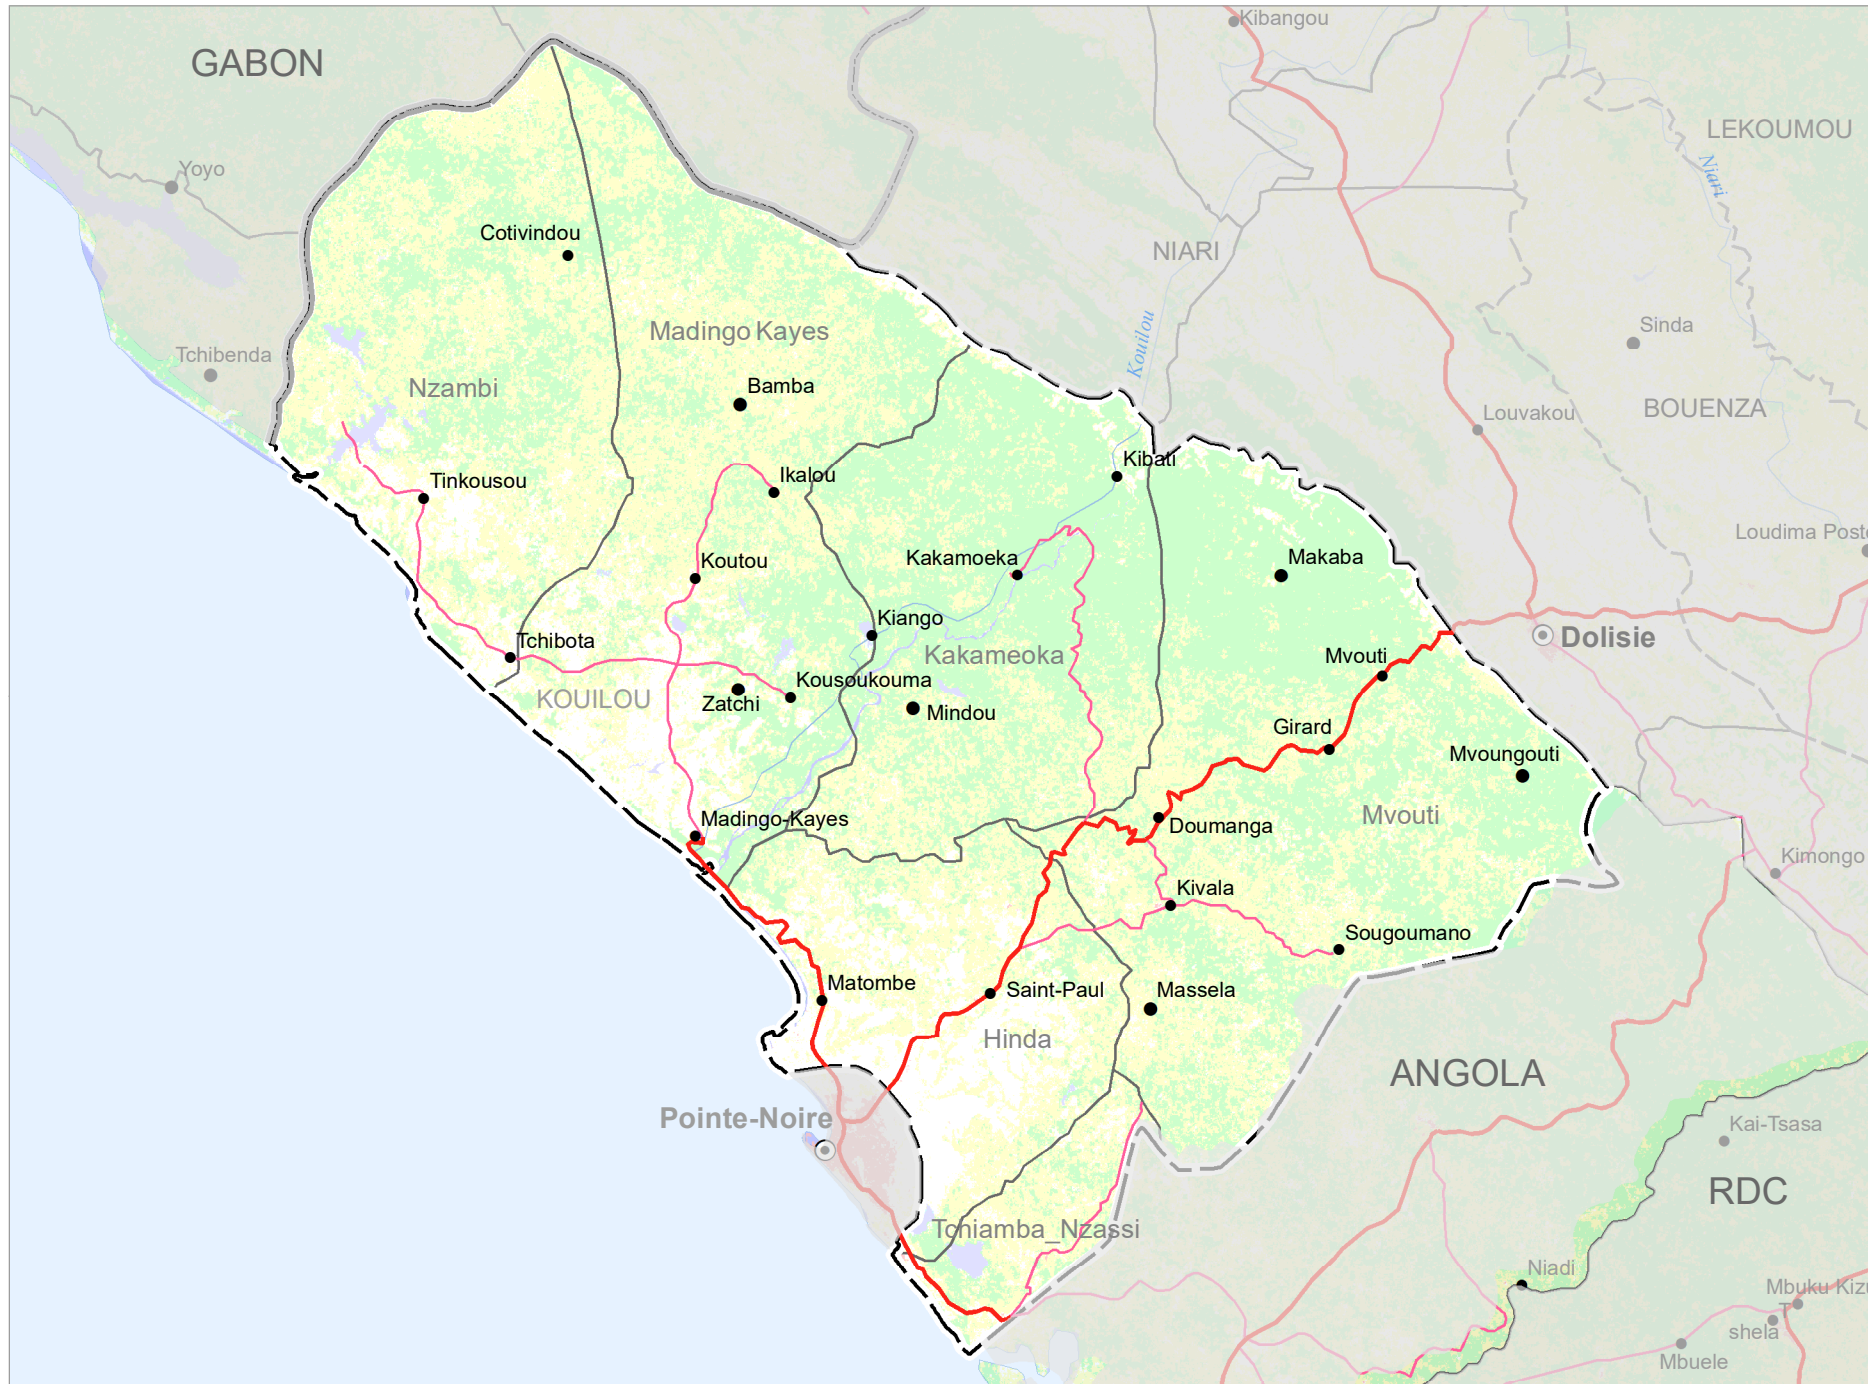 Kibangou
GABON
LEKOUMOU
Yoyo
Niari
Cotivindou
NIARI
Madingo Kayes
Kouilou
Sinda
Tchibenda
Nzambi
Bamba
BOUENZA
Louvakou
Kibati
Ikalou
Tinkousou
Loudima Poste
Kakamoeka
Makaba
Koutou
Kiango
Dolisie
Tchibota
Kakameoka
Mvouti
Kousoukouma
KOUILOU
Zatchi
Mindou
Girard
Mvoungouti
Madingo-Kayes
Doumanga
Mvouti
Kimongo
Kivala
Sougoumano
Matombe
Saint-Paul
Massela
Hinda
ANGOLA
Pointe-Noire
Kai-Tsasa
RDC
Tchiamba_Nzassi
Niadi
Mbuku Kizu
T
shela
Mbuele